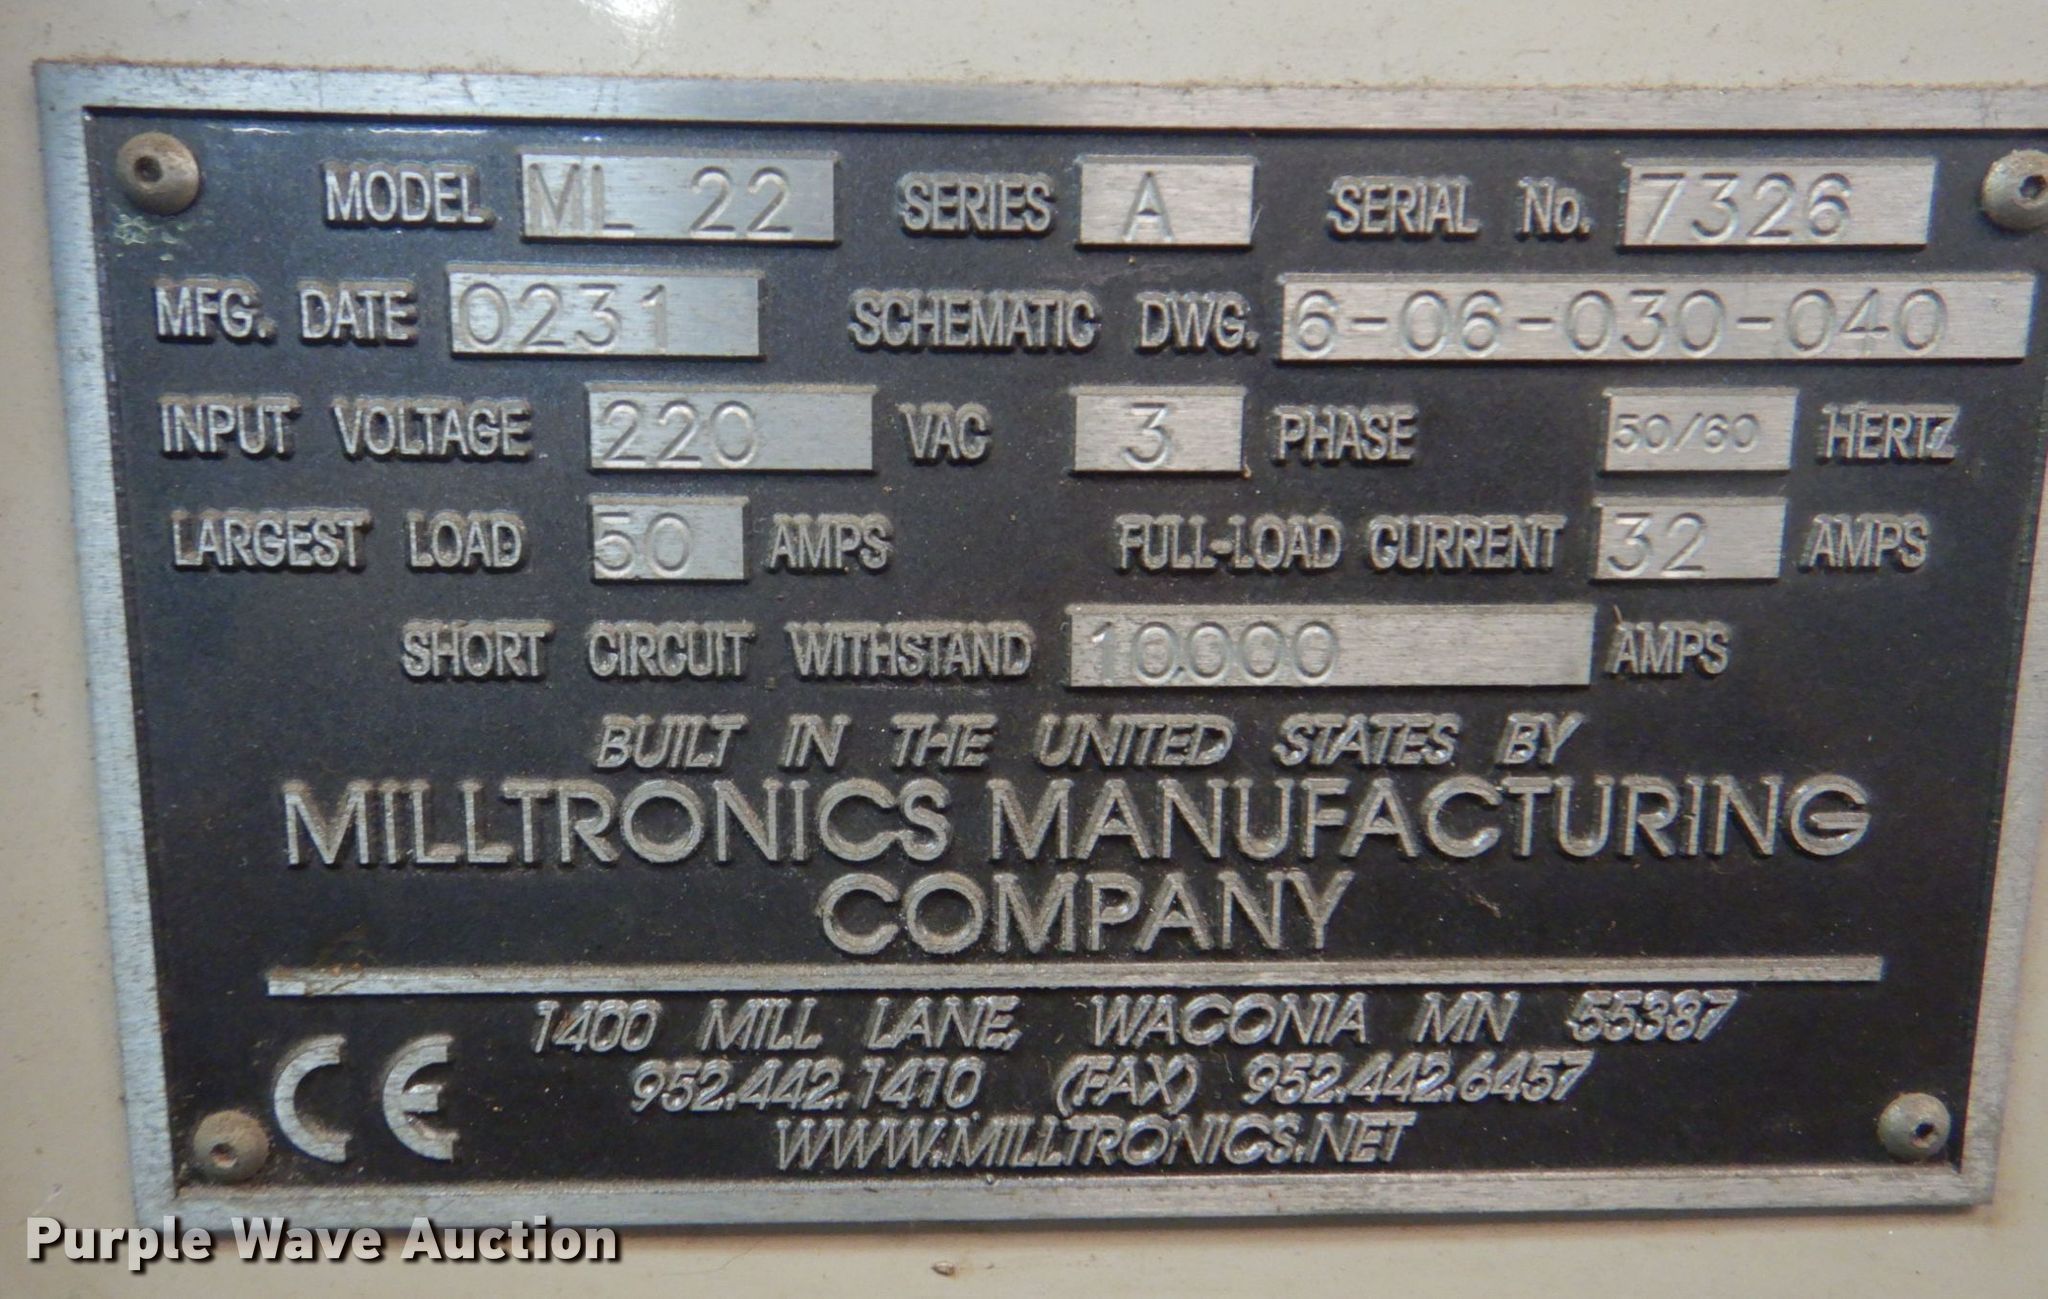 MODEL ML 22 SERIES A SERIAL No. 7326
MFG. DATE 0231 SCHEMATIC DWG. 6-06-030-040
INPUT VOLTAGE 220 VAC 3 PHASE 50/60 HERTZ
LARGEST LOAD 50 AMPS FULL-LOAD CURRENT 32 AMPS
SHORT CIRCUIT WITHSTAND 10000 AMPS
BUILT IN THE UNITED STATES BY
MILLTRONICS MANUFACTURING
COMPANY
1400 MILL LANE, WACONIA MN 55387
952.442.1410 (FAX) 952.442.6457
WWW.MILLTRONICS.NET
CE
Purple Wave Auction